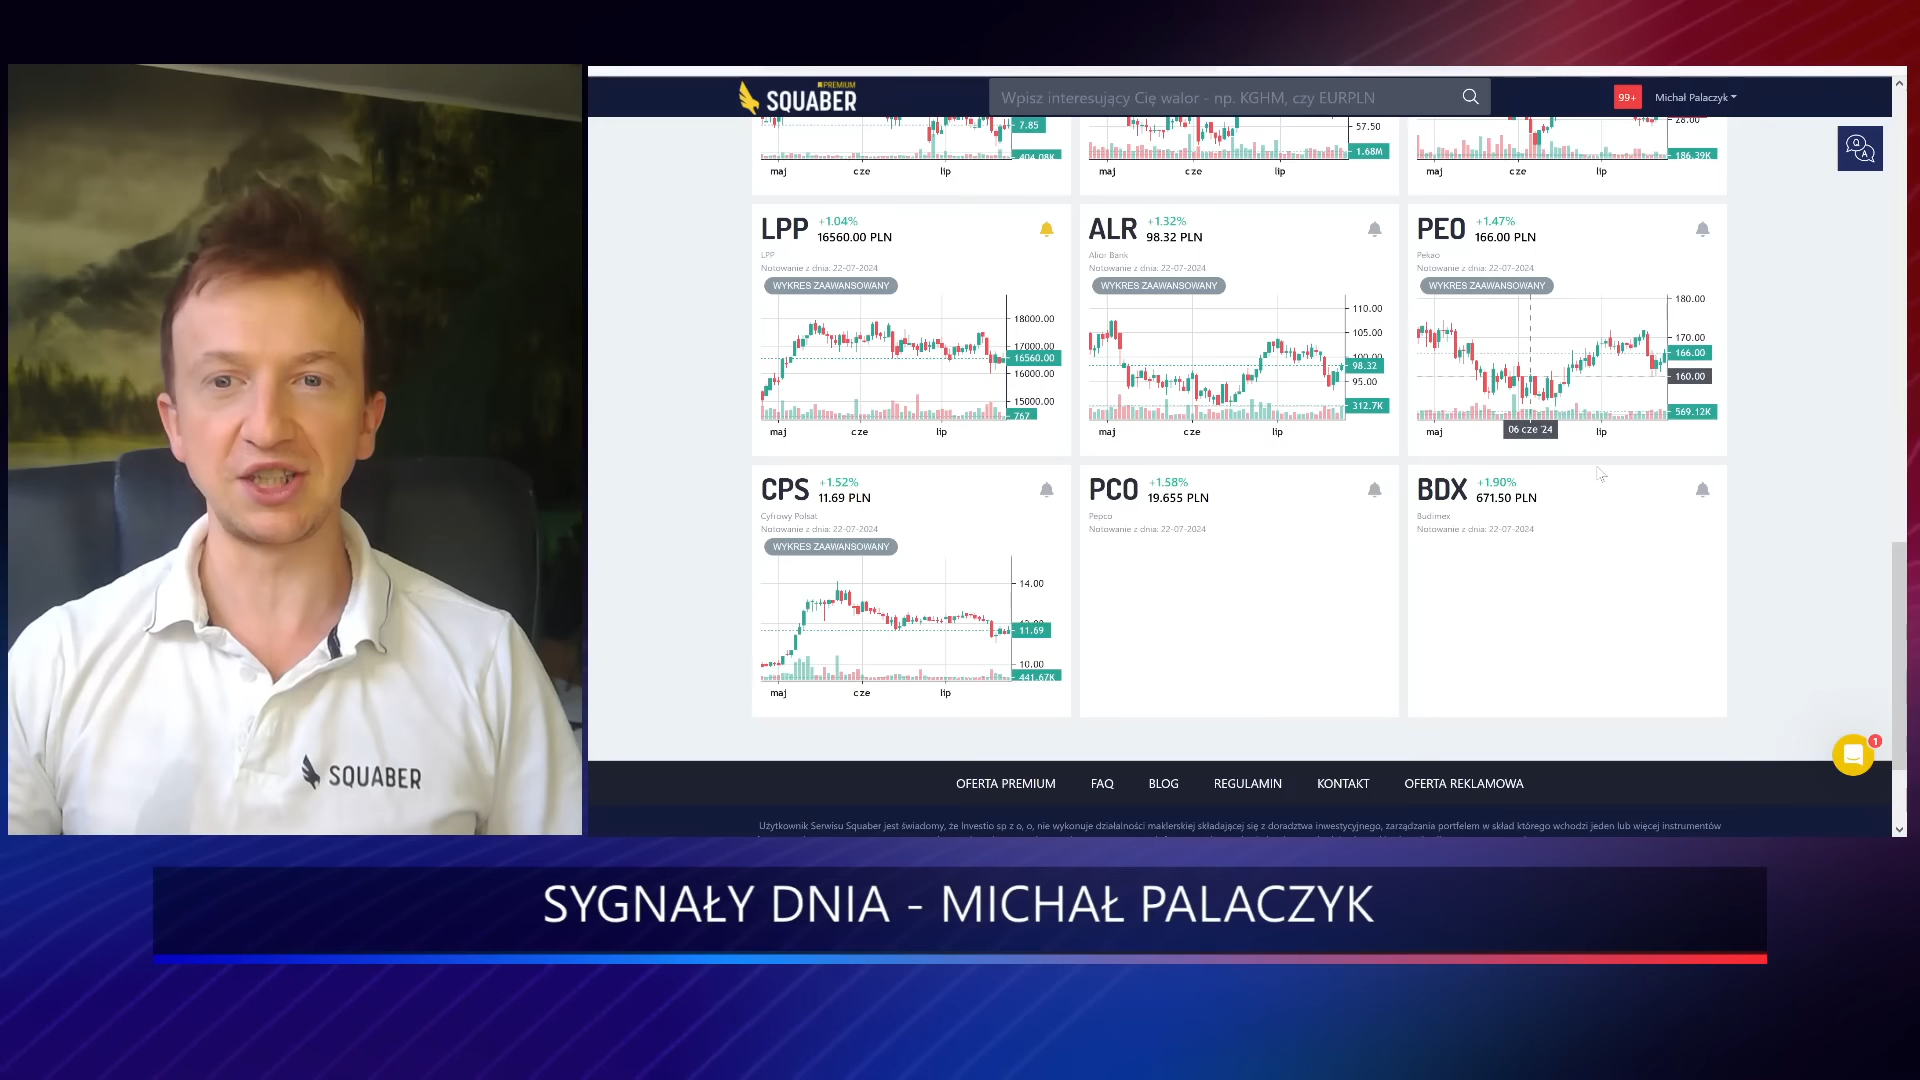 PREMIUM
SQUABER
Wpisz interesujący Cię walor - np. KGHM, czy EURPLN
99+
Michał Palaczyk
7.85
404.08K
maj cze lip
57.50
1.68M
maj cze lip
28.00
186.39K
maj cze lip
LPP +1.04%
16560.00 PLN
LPP
Notowanie z dnia: 22-07-2024
WYKRES ZAAWANSOWANY
18000.00
17000.00
16560.00
16000.00
15000.00
767
maj cze lip
ALR +1.32%
98.32 PLN
Alior Bank
Notowanie z dnia: 22-07-2024
WYKRES ZAAWANSOWANY
110.00
105.00
100.00
98.32
95.00
312.7K
maj cze lip
PEO +1.47%
166.00 PLN
Pekao
Notowanie z dnia: 22-07-2024
WYKRES ZAAWANSOWANY
180.00
170.00
166.00
160.00
569.12K
maj 06 cze '24 lip
CPS +1.52%
11.69 PLN
Cyfrowy Polsat
Notowanie z dnia: 22-07-2024
WYKRES ZAAWANSOWANY
14.00
12.00
11.69
10.00
441.67K
maj cze lip
PCO +1.58%
19.655 PLN
Pepco
Notowanie z dnia: 22-07-2024
BDX +1.90%
671.50 PLN
Budimex
Notowanie z dnia: 22-07-2024
1
OFERTA PREMIUM FAQ BLOG REGULAMIN KONTAKT OFERTA REKLAMOWA
Użytkownik Serwisu Squaber jest świadomy, że Investio sp z o, o, nie wykonuje działalności maklerskiej składającej się z doradztwa inwestycyjnego, zarządzania portfelem w skład którego wchodzi jeden lub więcej instrumentów
SQUABER
SYGNAŁY DNIA - MICHAŁ PALACZYK